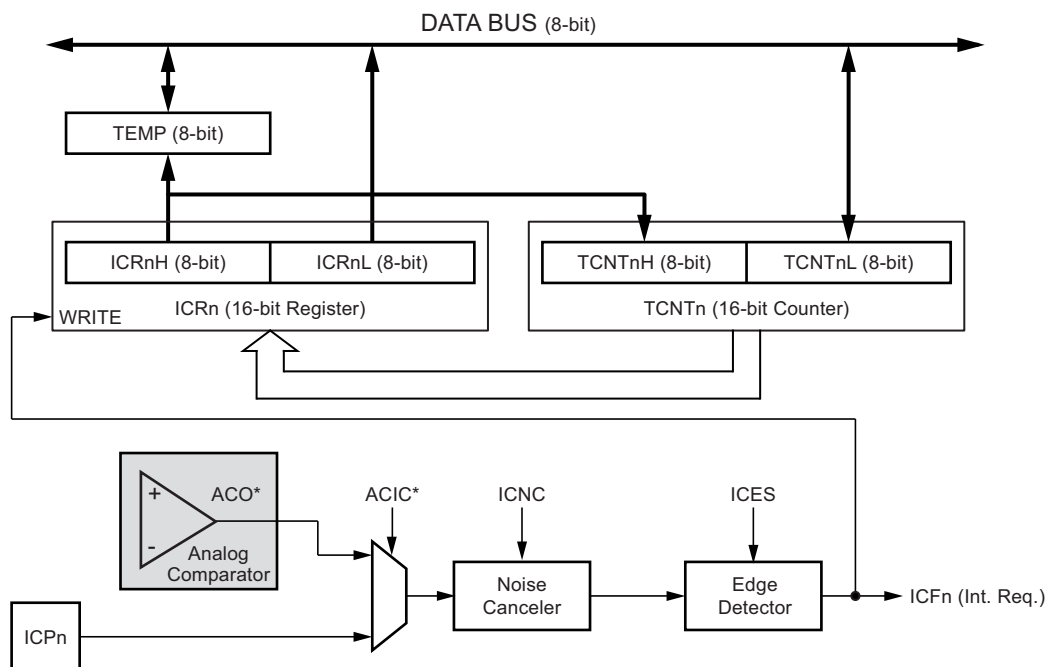 DATA BUS (8-bit)
TEMP (8-bit)
ICRnH (8-bit)
ICRnL (8-bit)
TCNTnH (8-bit)
TCNTnL (8-bit)
WRITE
ICRn (16-bit Register)
TCNTn (16-bit Counter)
+
-
ACO*
Analog
Comparator
ACIC*
ICNC
ICES
Noise
Canceler
Edge
Detector
ICFn (Int. Req.)
ICPn